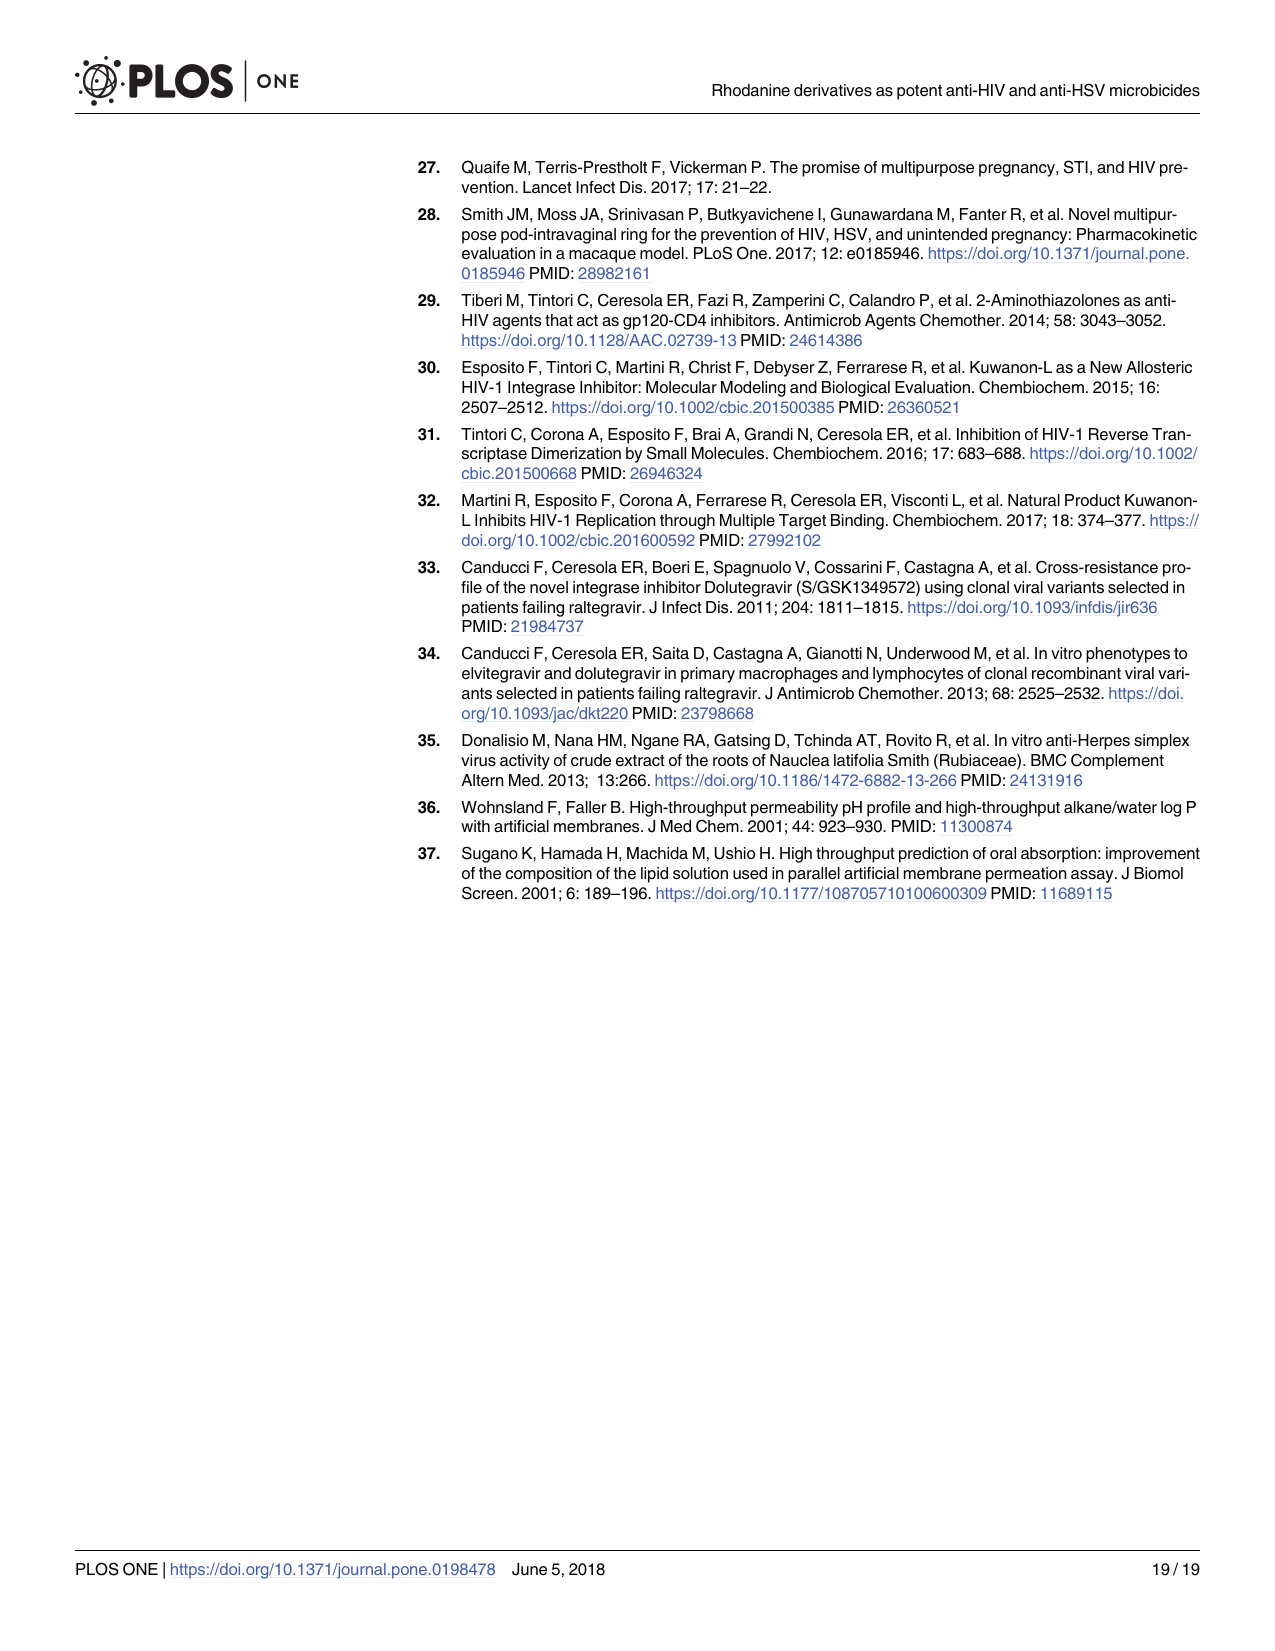 PLOS | ONE
Rhodanine derivatives as potent anti-HIV and anti-HSV microbicides
27. Quaife M, Terris-Prestholt F, Vickerman P. The promise of multipurpose pregnancy, STI, and HIV pre-
vention. Lancet Infect Dis. 2017; 17: 21–22.
28. Smith JM, Moss JA, Srinivasan P, Butkyavichene I, Gunawardana M, Fanter R, et al. Novel multipur-
pose pod-intravaginal ring for the prevention of HIV, HSV, and unintended pregnancy: Pharmacokinetic
evaluation in a macaque model. PLoS One. 2017; 12: e0185946. https://doi.org/10.1371/journal.pone.
0185946 PMID: 28982161
29. Tiberi M, Tintori C, Ceresola ER, Fazi R, Zamperini C, Calandro P, et al. 2-Aminothiazolones as anti-
HIV agents that act as gp120-CD4 inhibitors. Antimicrob Agents Chemother. 2014; 58: 3043–3052.
https://doi.org/10.1128/AAC.02739-13 PMID: 24614386
30. Esposito F, Tintori C, Martini R, Christ F, Debyser Z, Ferrarese R, et al. Kuwanon-L as a New Allosteric
HIV-1 Integrase Inhibitor: Molecular Modeling and Biological Evaluation. Chembiochem. 2015; 16:
2507–2512. https://doi.org/10.1002/cbic.201500385 PMID: 26360521
31. Tintori C, Corona A, Esposito F, Brai A, Grandi N, Ceresola ER, et al. Inhibition of HIV-1 Reverse Tran-
scriptase Dimerization by Small Molecules. Chembiochem. 2016; 17: 683–688. https://doi.org/10.1002/
cbic.201500668 PMID: 26946324
32. Martini R, Esposito F, Corona A, Ferrarese R, Ceresola ER, Visconti L, et al. Natural Product Kuwanon-
L Inhibits HIV-1 Replication through Multiple Target Binding. Chembiochem. 2017; 18: 374–377. https://
doi.org/10.1002/cbic.201600592 PMID: 27992102
33. Canducci F, Ceresola ER, Boeri E, Spagnuolo V, Cossarini F, Castagna A, et al. Cross-resistance pro-
file of the novel integrase inhibitor Dolutegravir (S/GSK1349572) using clonal viral variants selected in
patients failing raltegravir. J Infect Dis. 2011; 204: 1811–1815. https://doi.org/10.1093/infdis/jir636
PMID: 21984737
34. Canducci F, Ceresola ER, Saita D, Castagna A, Gianotti N, Underwood M, et al. In vitro phenotypes to
elvitegravir and dolutegravir in primary macrophages and lymphocytes of clonal recombinant viral vari-
ants selected in patients failing raltegravir. J Antimicrob Chemother. 2013; 68: 2525–2532. https://doi.
org/10.1093/jac/dkt220 PMID: 23798668
35. Donalisio M, Nana HM, Ngane RA, Gatsing D, Tchinda AT, Rovito R, et al. In vitro anti-Herpes simplex
virus activity of crude extract of the roots of Nauclea latifolia Smith (Rubiaceae). BMC Complement
Altern Med. 2013; 13:266. https://doi.org/10.1186/1472-6882-13-266 PMID: 24131916
36. Wohnsland F, Faller B. High-throughput permeability pH profile and high-throughput alkane/water log P
with artificial membranes. J Med Chem. 2001; 44: 923–930. PMID: 11300874
37. Sugano K, Hamada H, Machida M, Ushio H. High throughput prediction of oral absorption: improvement
of the composition of the lipid solution used in parallel artificial membrane permeation assay. J Biomol
Screen. 2001; 6: 189–196. https://doi.org/10.1177/108705710100600309 PMID: 11689115
PLOS ONE | https://doi.org/10.1371/journal.pone.0198478 June 5, 2018
19 / 19